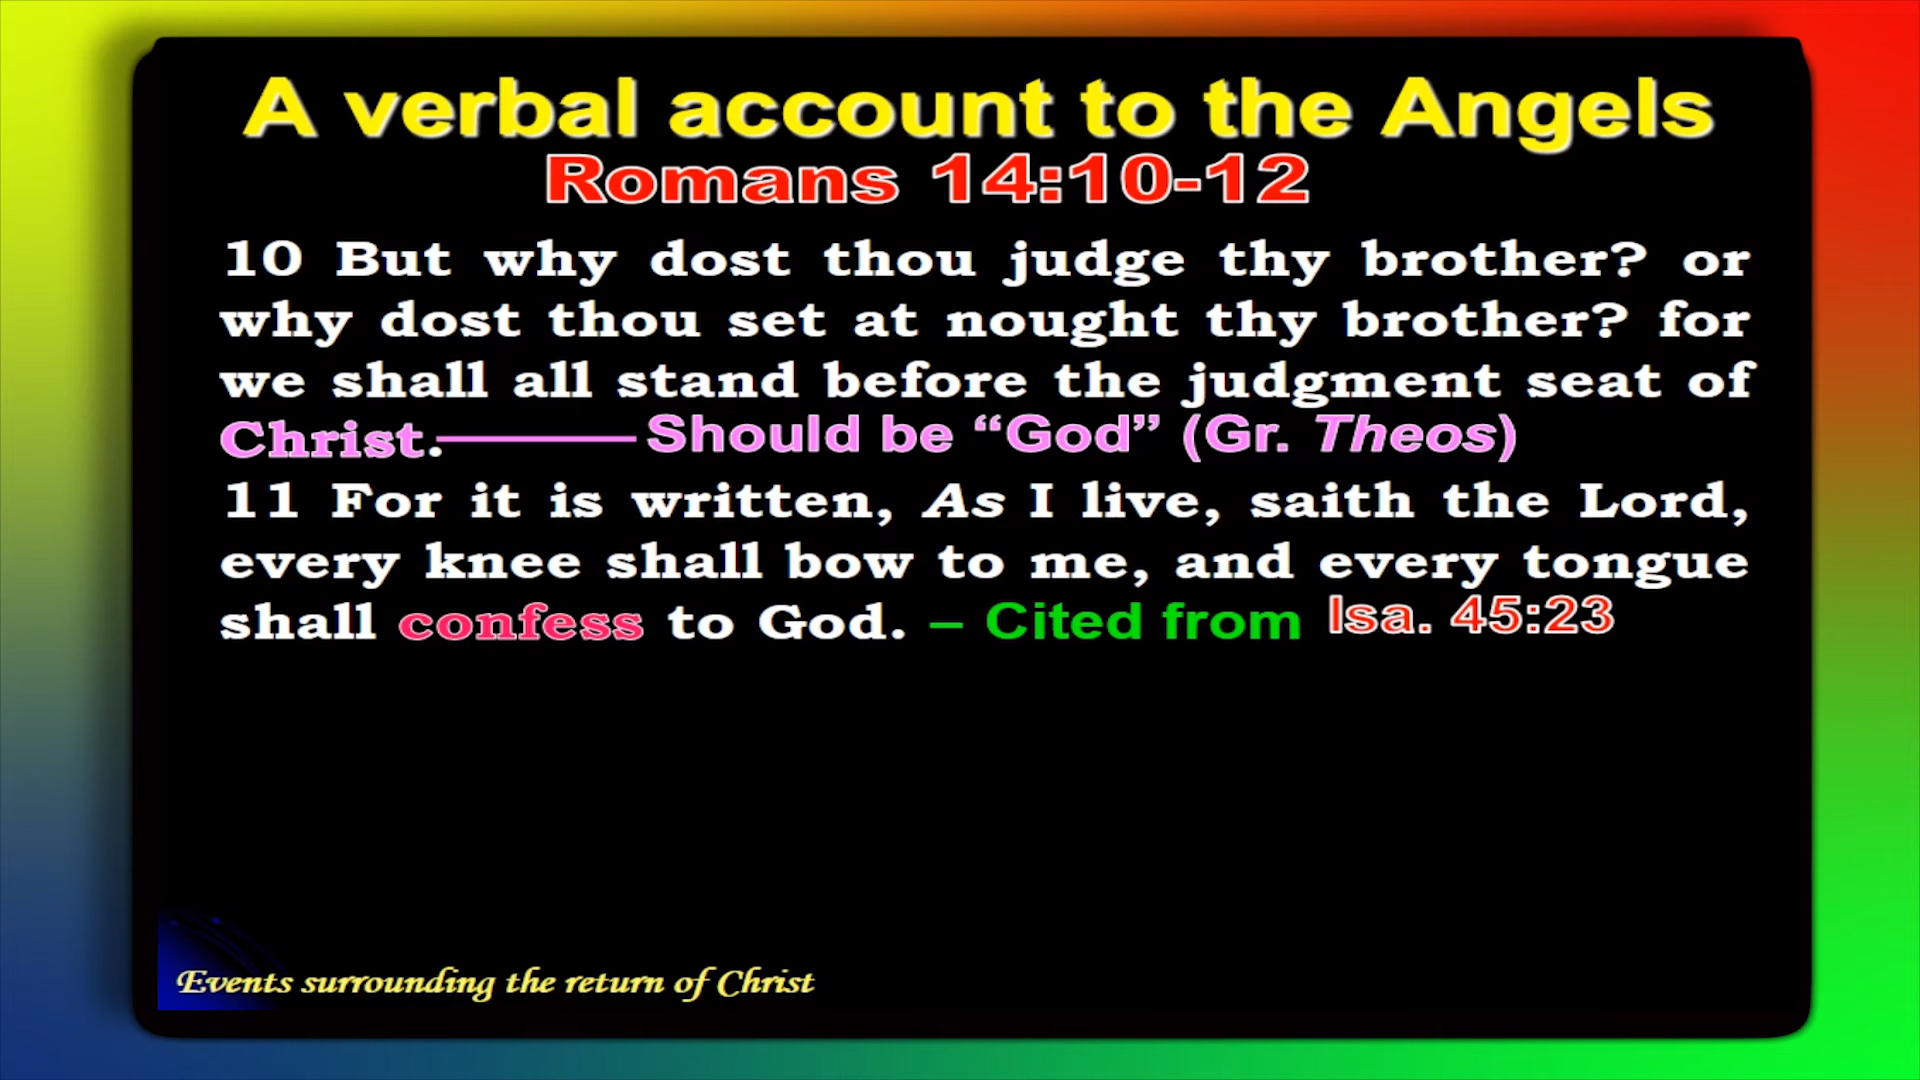 A verbal account to the Angels
Romans 14:10-12
10 But why dost thou judge thy brother? or
why dost thou set at nought thy brother? for
we shall all stand before the judgment seat of
Christ. Should be “God” (Gr. Theos)
11 For it is written, As I live, saith the Lord,
every knee shall bow to me, and every tongue
shall confess to God. – Cited from Isa. 45:23
Events surrounding the return of Christ